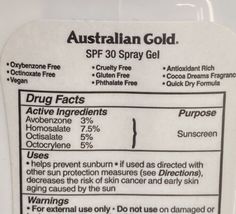 Australian Gold.
SPF 30 Spray Gel
• Oxybenzone Free • Cruelty Free • Antioxidant Rich
• Octinoxate Free • Gluten Free • Cocoa Dreams Fragranc
• Vegan • Phthalate Free • Quick Dry Formula
Drug Facts
Active Ingredients Purpose
Avobenzone 3%
Homosalate 7.5%
Octisalate 5% Sunscreen
Octocrylene 5%
Uses
• helps prevent sunburn • if used as directed with
other sun protection measures (see Directions),
decreases the risk of skin cancer and early skin
aging caused by the sun
Warnings
• For external use only • Do not use on damaged or